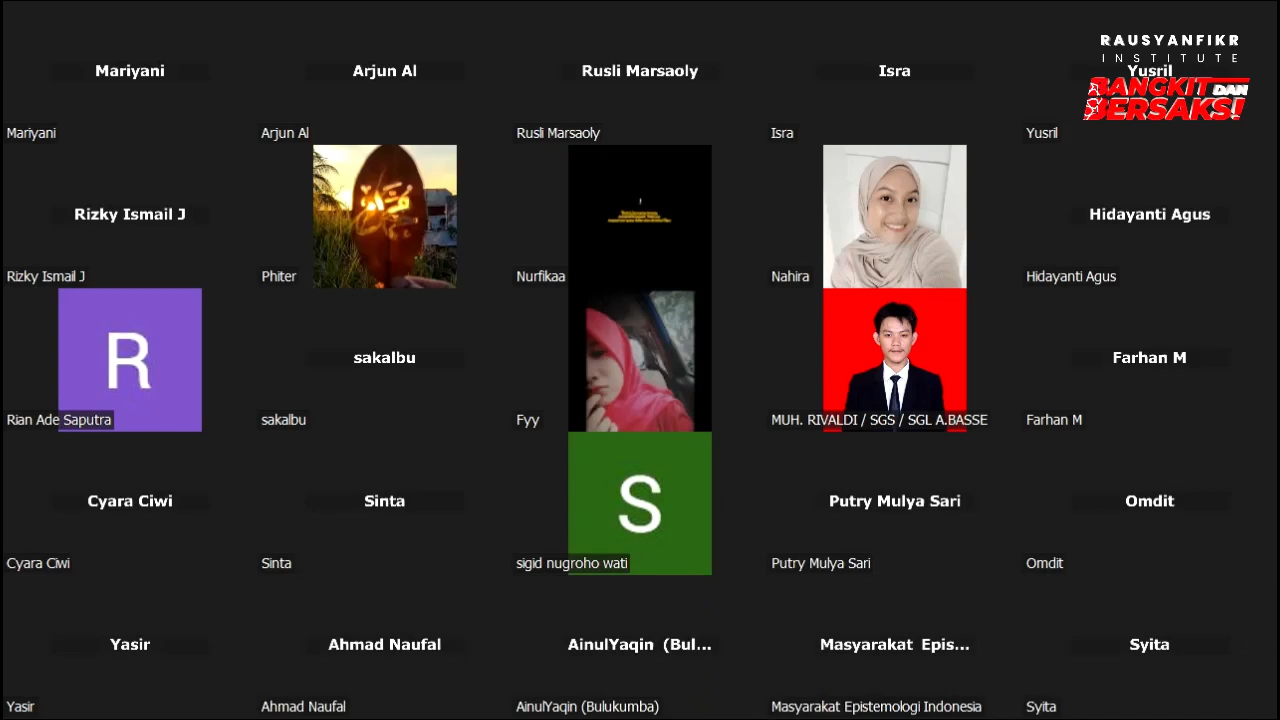 RAUSYANFIKR
INSTITUTE
BANGKIT DAN
BERSAKSI
Mariyani
Arjun Al
Rusli Marsaoly
Isra
Yusril
Mariyani
Arjun Al
Rusli Marsaoly
Isra
Yusril
Rizky Ismail J
Hidayanti Agus
Rizky Ismail J
Phiter
Nurfikaa
Nahira
Hidayanti Agus
R
sakalbu
Farhan M
Rian Ade Saputra
sakalbu
Fyy
MUH. RIVALDI / SGS / SGL A.BASSE
Farhan M
Cyara Ciwi
Sinta
S
Putry Mulya Sari
Omdit
Cyara Ciwi
Sinta
sigid nugroho wati
Putry Mulya Sari
Omdit
Yasir
Ahmad Naufal
AinulYaqin (Bul...
Masyarakat Epis...
Syita
Yasir
Ahmad Naufal
AinulYaqin (Bulukumba)
Masyarakat Epistemologi Indonesia
Syita